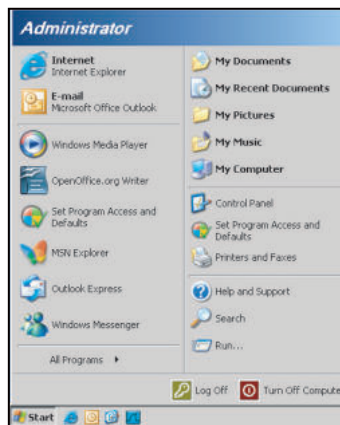 Administrator
Internet
Internet Explorer
E-mail
Microsoft Office Outlook
Windows Media Player
OpenOffice.org Writer
Set Program Access and
Defaults
MSN Explorer
Outlook Express
Windows Messenger
All Programs
My Documents
My Recent Documents
My Pictures
My Music
My Computer
Control Panel
Set Program Access and
Defaults
Printers and Faxes
Help and Support
Search
Run...
Log Off
Turn Off Compute
Start